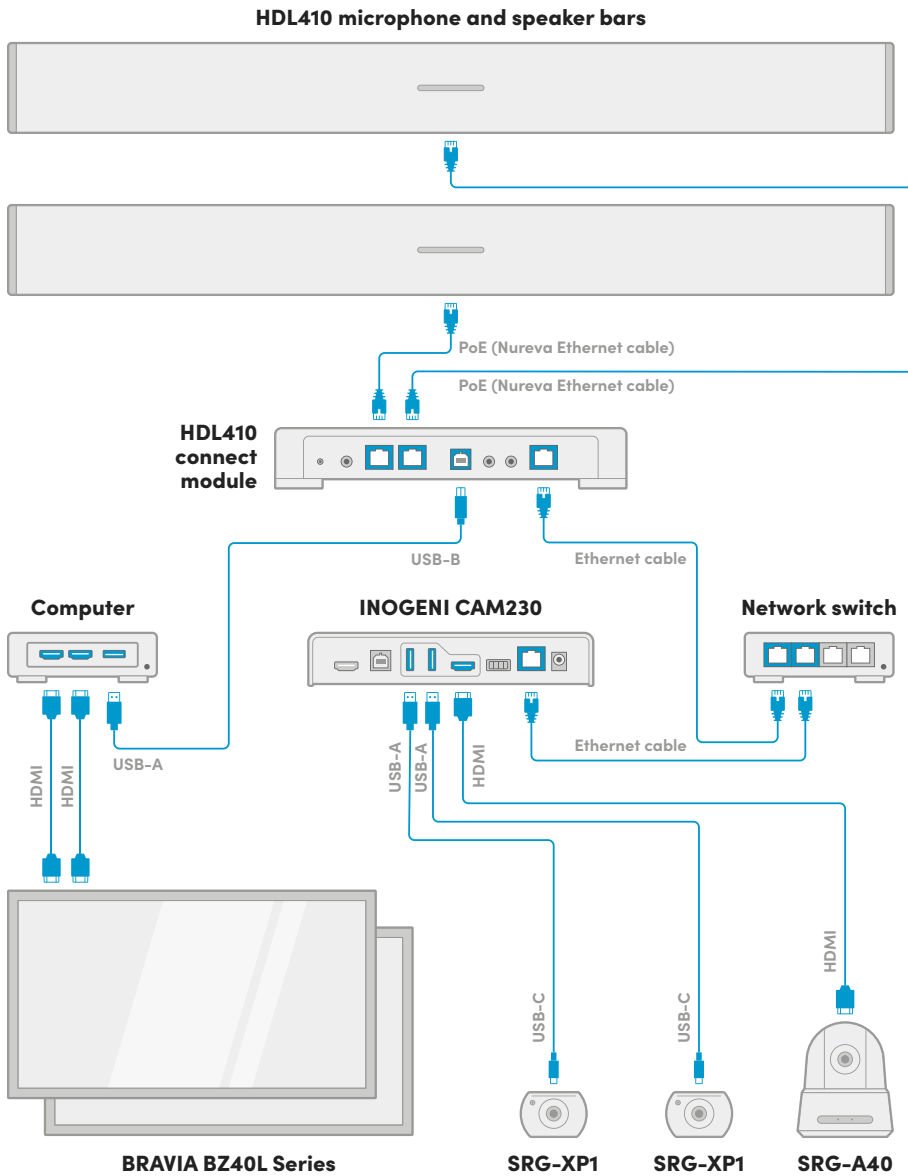 HDL410 microphone and speaker bars
PoE (Nureva Ethernet cable)
PoE (Nureva Ethernet cable)
HDL410
connect
module
USB-B
Ethernet cable
Computer
INOGENI CAM230
Network switch
USB-A
Ethernet cable
HDMI
HDMI
USB-A
USB-A
HDMI
HDMI
USB-C
USB-C
BRAVIA BZ40L Series
SRG-XP1
SRG-XP1
SRG-A40